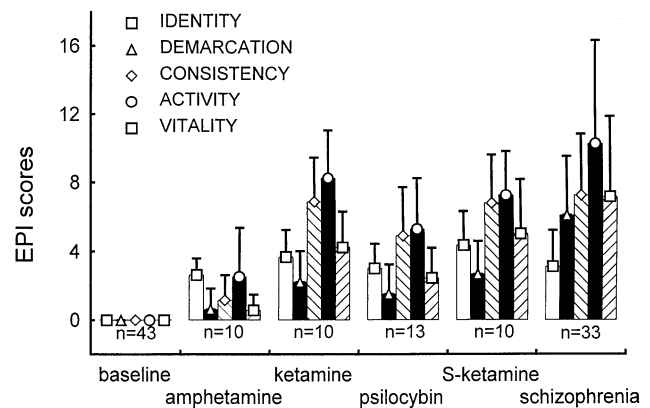 IDENTITY
DEMARCATION
CONSISTENCY
ACTIVITY
VITALITY
EPI scores
16
12
8
4
0
n=43
n=10
n=10
n=13
n=10
n=33
baseline
amphetamine
ketamine
psilocybin
S-ketamine
schizophrenia